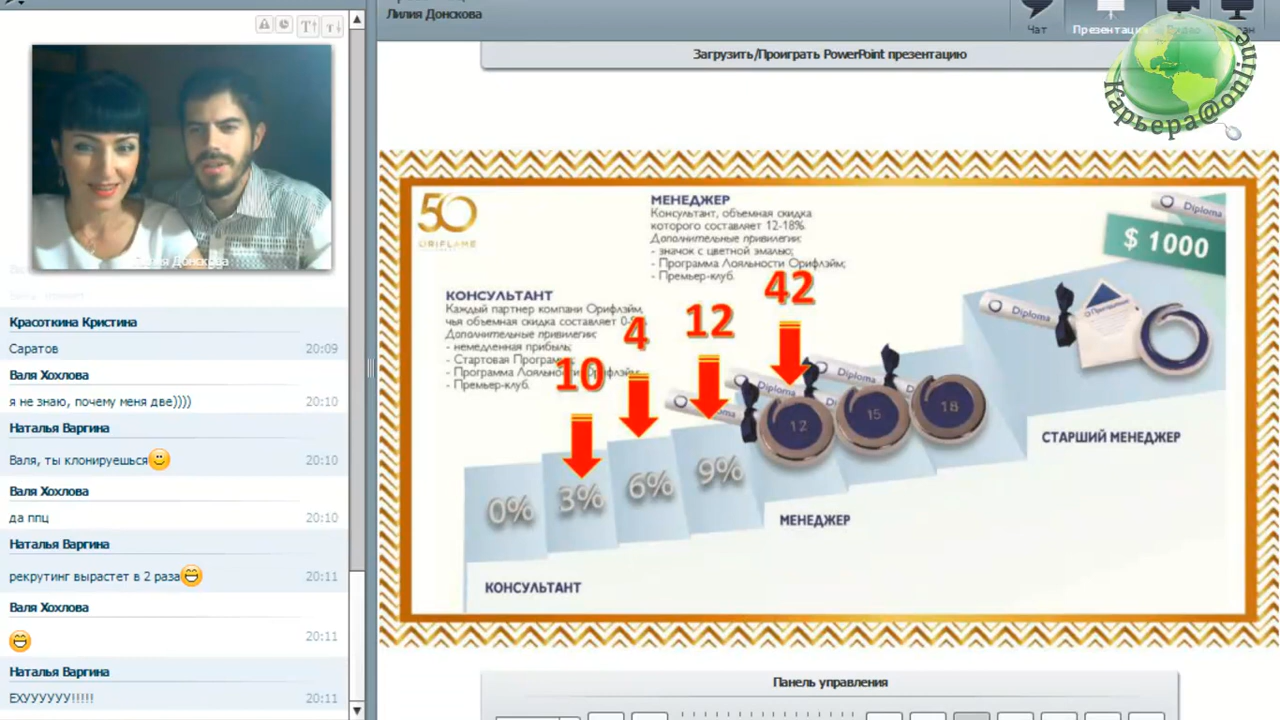 Лилия Донскова
Чат
Презентация
Загрузить/Проиграть PowerPoint презентацию
Карьера@online
Лилия Донскова
Красоткина Кристина
Саратов 20:09
Валя Хохлова
я не знаю, почему меня две)))) 20:10
Наталья Варгина
Валя, ты клонируешься 20:10
Валя Хохлова
да ппц 20:10
Наталья Варгина
рекрутинг вырастет в 2 раза 20:11
Валя Хохлова
20:11
Наталья Варгина
ЕХУУУУУУ!!!!! 20:11
50
ORIFLAME
МЕНЕДЖЕР
Консультант, объемная скидка
которого составляет 12-18%.
Дополнительные привилегии:
- значок с цветной эмалью;
- Программа Лояльности Орифлэйм;
- Премьер-клуб.
КОНСУЛЬТАНТ
Каждый партнер компании Орифлэйм,
чья объемная скидка составляет 0-
Дополнительные привилегии:
- немедленная прибыль;
- Стартовая Программа
- Программа Лояльности Орифлэйм
- Премьер-клуб.
10
4
12
42
Diploma
$ 1000
Diploma
Diploma
Diploma
0%
3%
6%
9%
12
15
18
СТАРШИЙ МЕНЕДЖЕР
МЕНЕДЖЕР
КОНСУЛЬТАНТ
Панель управления